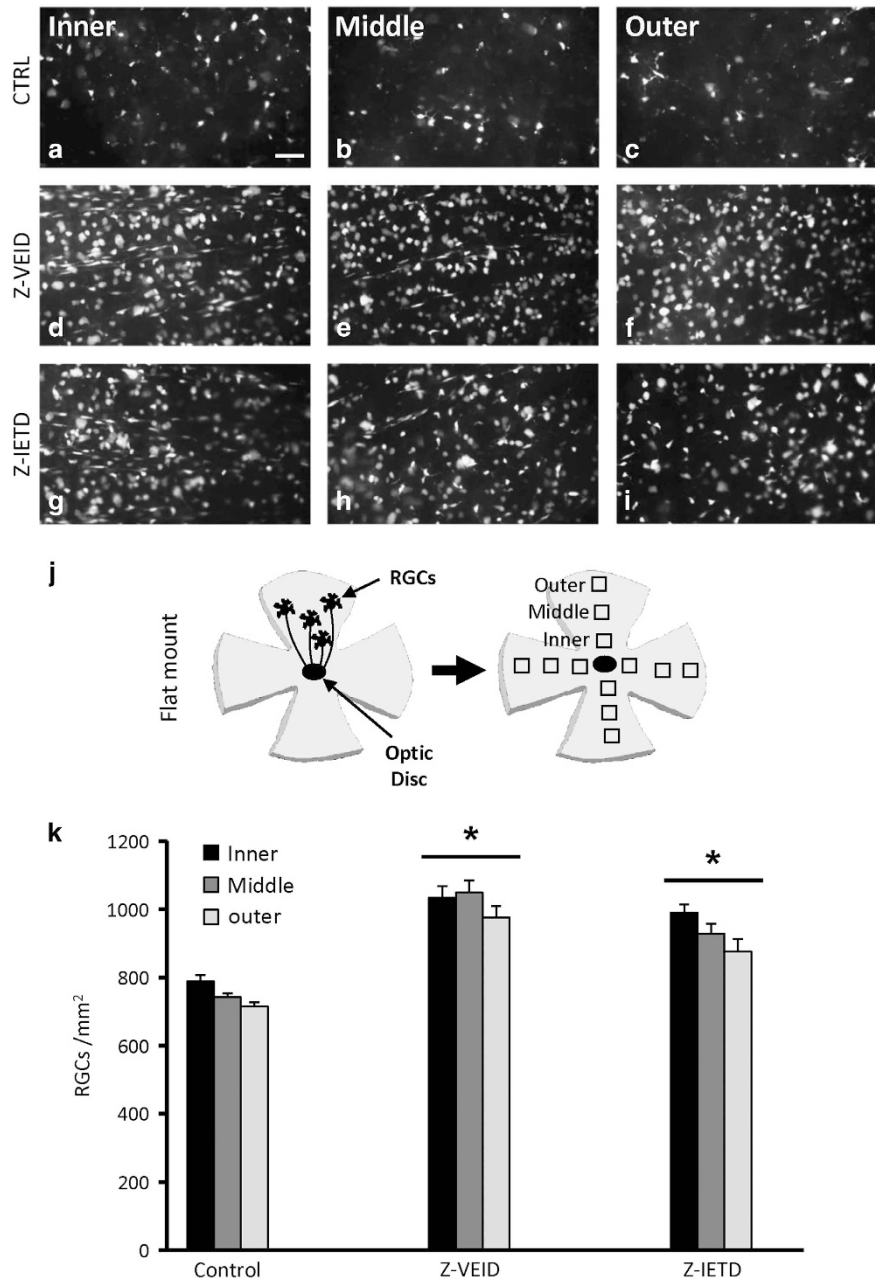 Inner Middle Outer
CTRL
a b c
Z-VEID
d e f
Z-IETD
g h i
j
Flat mount
RGCs
Optic
Disc
Outer
Middle
Inner
k
RGCs /mm²
1200
1000
800
600
400
200
0
Inner
Middle
outer
*
*
Control Z-VEID Z-IETD